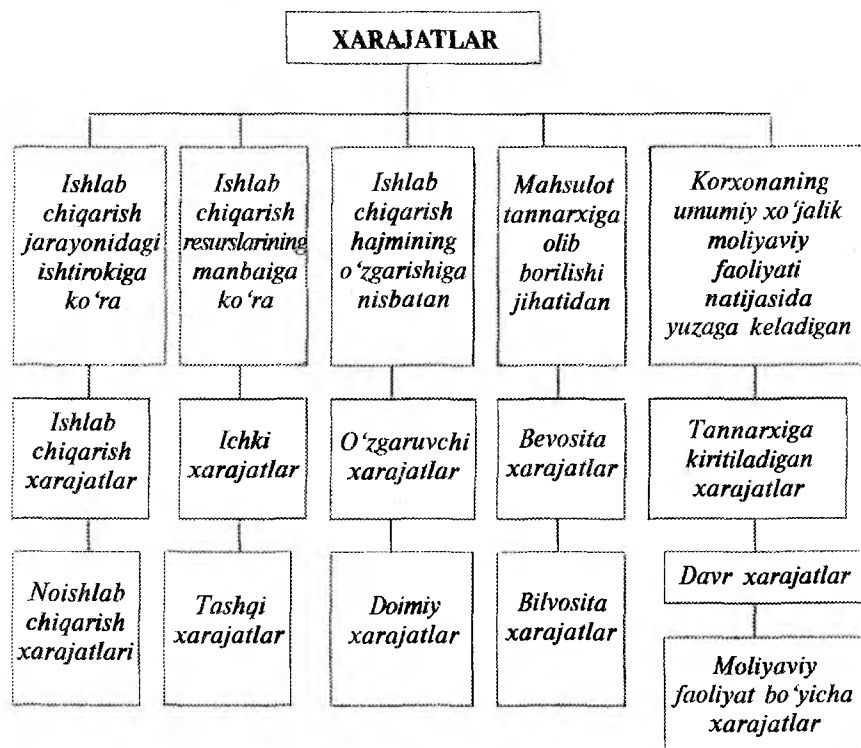 XARAJATLAR
Ishlab
chiqarish
jarayonidagi
ishtirokiga
ko‘ra
Ishlab
chiqarish
resurslarining
manbaiga
ko‘ra
Ishlab
chiqarish
hajmining
o‘zgarishiga
nisbatan
Mahsulot
tannarxiga
olib
borilishi
jihatidan
Korxonaning
umumiy xo‘jalik
moliyaviy
faoliyati
natijasida
yuzaga keladigan
Ishlab
chiqarish
xarajatlar
Ichki
xarajatlar
O‘zgaruvchi
xarajatlar
Bevosita
xarajatlar
Tannarxiga
kiritiladigan
xarajatlar
Noishlab
chiqarish
xarajatlari
Tashqi
xarajatlar
Doimiy
xarajatlar
Bilvosita
xarajatlar
Davr xarajatlar
Moliyaviy
faoliyat bo‘yicha
xarajatlar